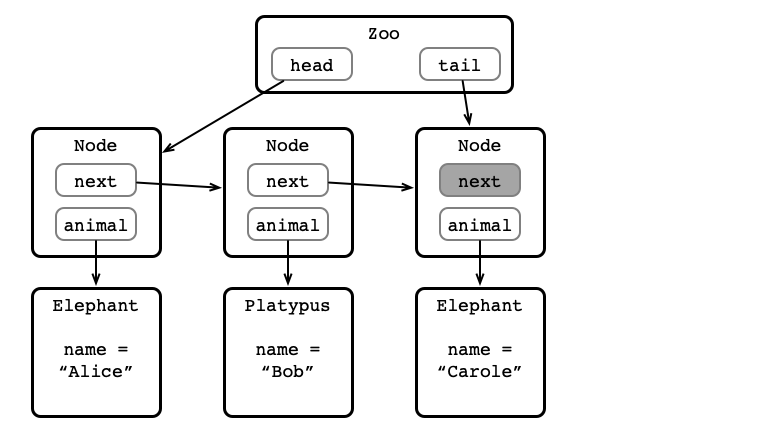 Zoo
head tail
Node Node Node
next next next
animal animal animal
Elephant Platypus Elephant
name = name = name =
“Alice” “Bob” “Carole”